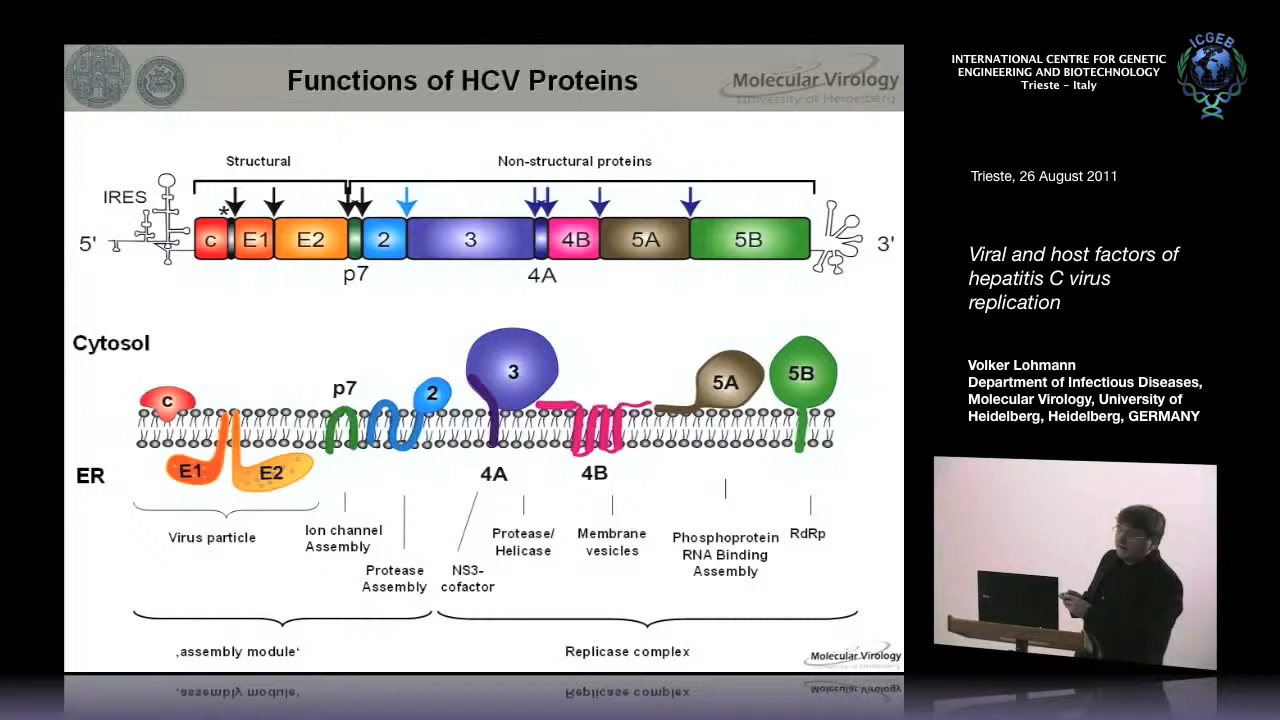 Functions of HCV Proteins
Molecular Virology
University of Heidelberg
Structural
Non-structural proteins
IRES
*
5'
c
E1
E2
2
3
4B
5A
5B
3'
p7
4A
Cytosol
c
p7
2
3
5A
5B
ER
E1
E2
4A
4B
Virus particle
Ion channel
Assembly
Protease
Assembly
NS3-
cofactor
Protease/
Helicase
Membrane
vesicles
Phosphoprotein
RNA Binding
Assembly
RdRp
‚assembly module‘
Replicase complex
Molecular Virology
INTERNATIONAL CENTRE FOR GENETIC
ENGINEERING AND BIOTECHNOLOGY
Trieste - Italy
ICGEB
Trieste, 26 August 2011
Viral and host factors of
hepatitis C virus
replication
Volker Lohmann
Department of Infectious Diseases,
Molecular Virology, University of
Heidelberg, Heidelberg, GERMANY